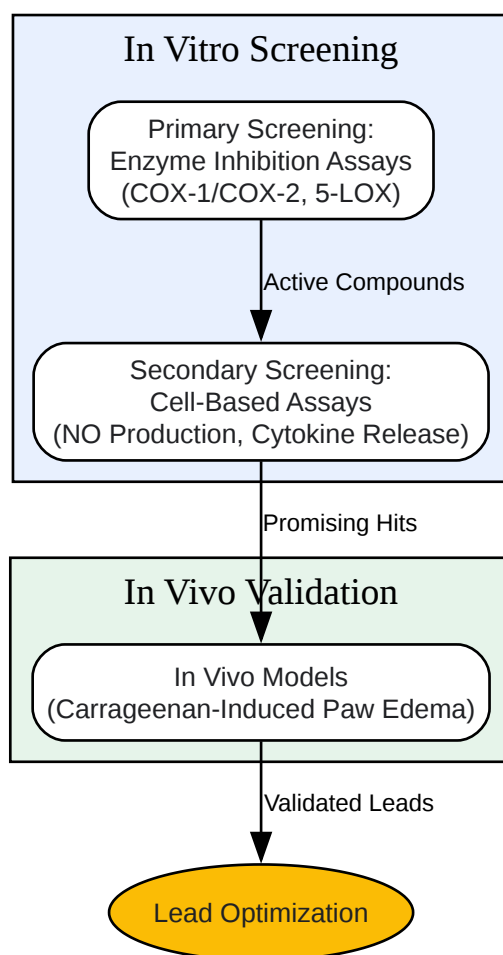 In Vitro Screening
Primary Screening:
Enzyme Inhibition Assays
(COX-1/COX-2, 5-LOX)
Active Compounds
Secondary Screening:
Cell-Based Assays
(NO Production, Cytokine Release)
Promising Hits
In Vivo Validation
In Vivo Models
(Carrageenan-Induced Paw Edema)
Validated Leads
Lead Optimization